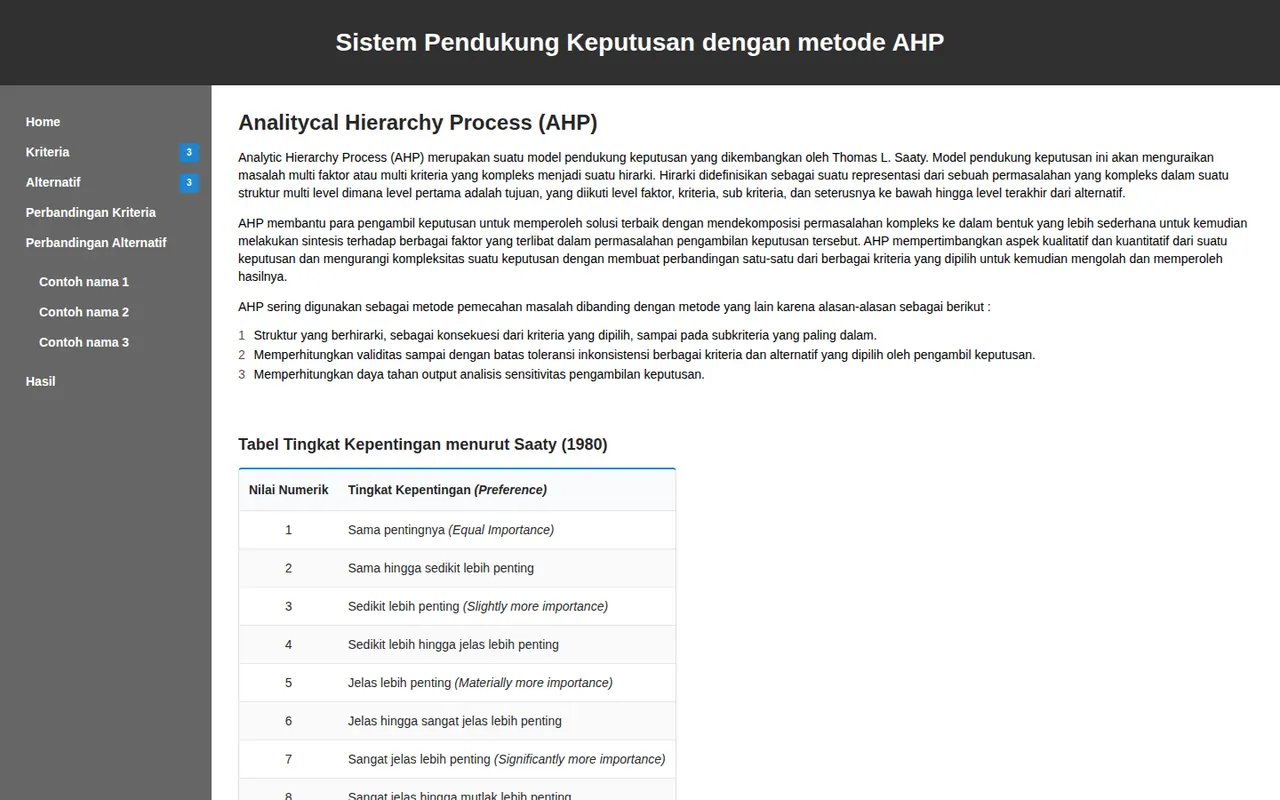 Sistem Pendukung Keputusan dengan metode AHP
Home
Kriteria 3
Alternatif 3
Perbandingan Kriteria
Perbandingan Alternatif
Contoh nama 1
Contoh nama 2
Contoh nama 3
Hasil
Analitycal Hierarchy Process (AHP)
Analytic Hierarchy Process (AHP) merupakan suatu model pendukung keputusan yang dikembangkan oleh Thomas L. Saaty. Model pendukung keputusan ini akan menguraikan
masalah multi faktor atau multi kriteria yang kompleks menjadi suatu hirarki. Hirarki didefinisikan sebagai suatu representasi dari sebuah permasalahan yang kompleks dalam suatu
struktur multi level dimana level pertama adalah tujuan, yang diikuti level faktor, kriteria, sub kriteria, dan seterusnya ke bawah hingga level terakhir dari alternatif.
AHP membantu para pengambil keputusan untuk memperoleh solusi terbaik dengan mendekomposisi permasalahan kompleks ke dalam bentuk yang lebih sederhana untuk kemudian
melakukan sintesis terhadap berbagai faktor yang terlibat dalam permasalahan pengambilan keputusan tersebut. AHP mempertimbangkan aspek kualitatif dan kuantitatif dari suatu
keputusan dan mengurangi kompleksitas suatu keputusan dengan membuat perbandingan satu-satu dari berbagai kriteria yang dipilih untuk kemudian mengolah dan memperoleh
hasilnya.
AHP sering digunakan sebagai metode pemecahan masalah dibanding dengan metode yang lain karena alasan-alasan sebagai berikut :
1 Struktur yang berhirarki, sebagai konsekuesi dari kriteria yang dipilih, sampai pada subkriteria yang paling dalam.
2 Memperhitungkan validitas sampai dengan batas toleransi inkonsistensi berbagai kriteria dan alternatif yang dipilih oleh pengambil keputusan.
3 Memperhitungkan daya tahan output analisis sensitivitas pengambilan keputusan.
Tabel Tingkat Kepentingan menurut Saaty (1980)
Nilai Numerik Tingkat Kepentingan (Preference)
1 Sama pentingnya (Equal Importance)
2 Sama hingga sedikit lebih penting
3 Sedikit lebih penting (Slightly more importance)
4 Sedikit lebih hingga jelas lebih penting
5 Jelas lebih penting (Materially more importance)
6 Jelas hingga sangat jelas lebih penting
7 Sangat jelas lebih penting (Significantly more importance)
8 Sangat jelas hingga mutlak lebih penting